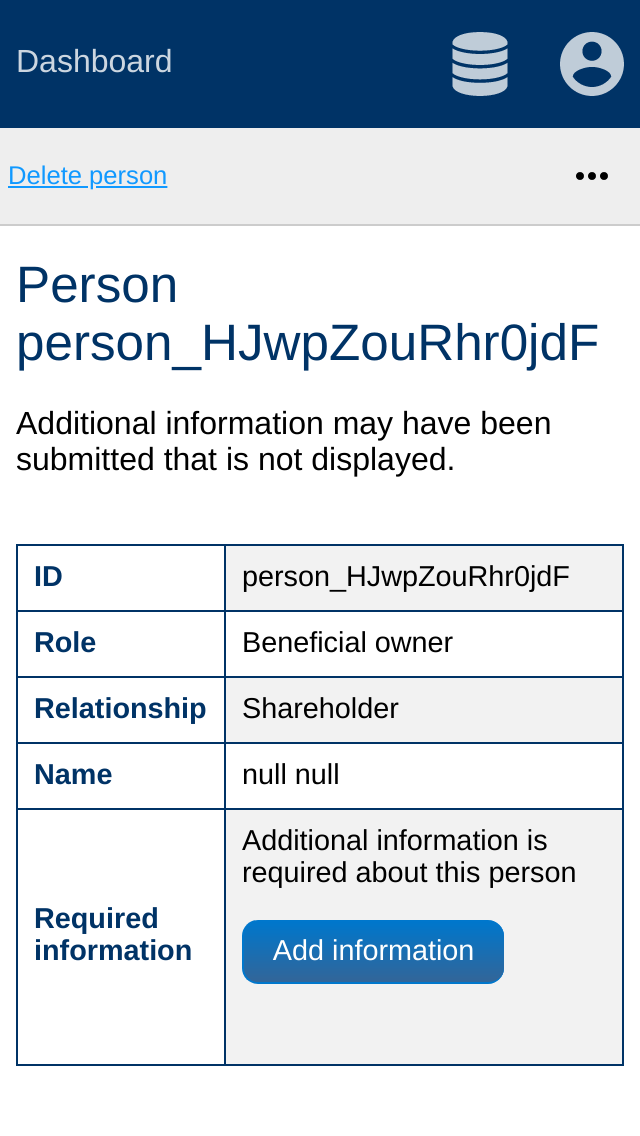 Dashboard
Delete person
Person
person_HJwpZouRhr0jdF
Additional information may have been
submitted that is not displayed.
ID
person_HJwpZouRhr0jdF
Role
Beneficial owner
Relationship
Shareholder
Name
null null
Required
information
Additional information is
required about this person
Add information